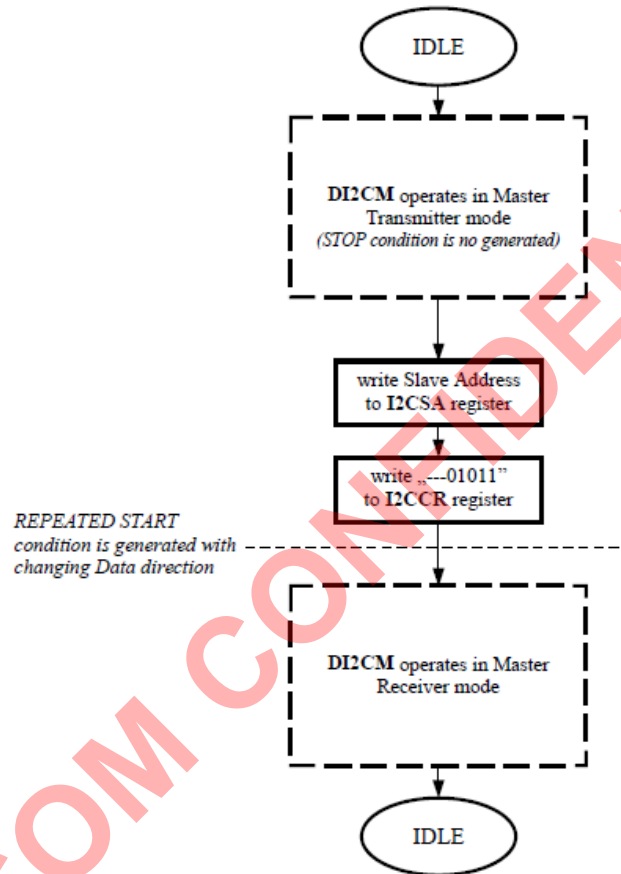 IDLE
DI2CM operates in Master
Transmitter mode
(STOP condition is no generated)
write Slave Address
to I2CSA register
write „---01011”
to I2CCR register
REPEATED START
condition is generated with
changing Data direction
DI2CM operates in Master
Receiver mode
IDLE